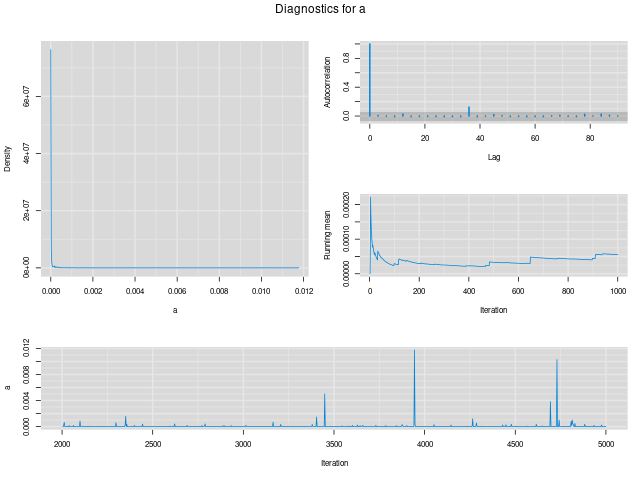 Diagnostics for a
Density
0e+00
2e+07
4e+07
6e+07
0.000 0.002 0.004 0.006 0.008 0.010 0.012
a
Autocorrelation
0.0
0.4
0.8
0 20 40 60 80
Lag
Running mean
0.00000
0.00010
0.00020
0 200 400 600 800 1000
Iteration
a
0.000
0.004
0.008
0.012
2000 2500 3000 3500 4000 4500 5000
Iteration